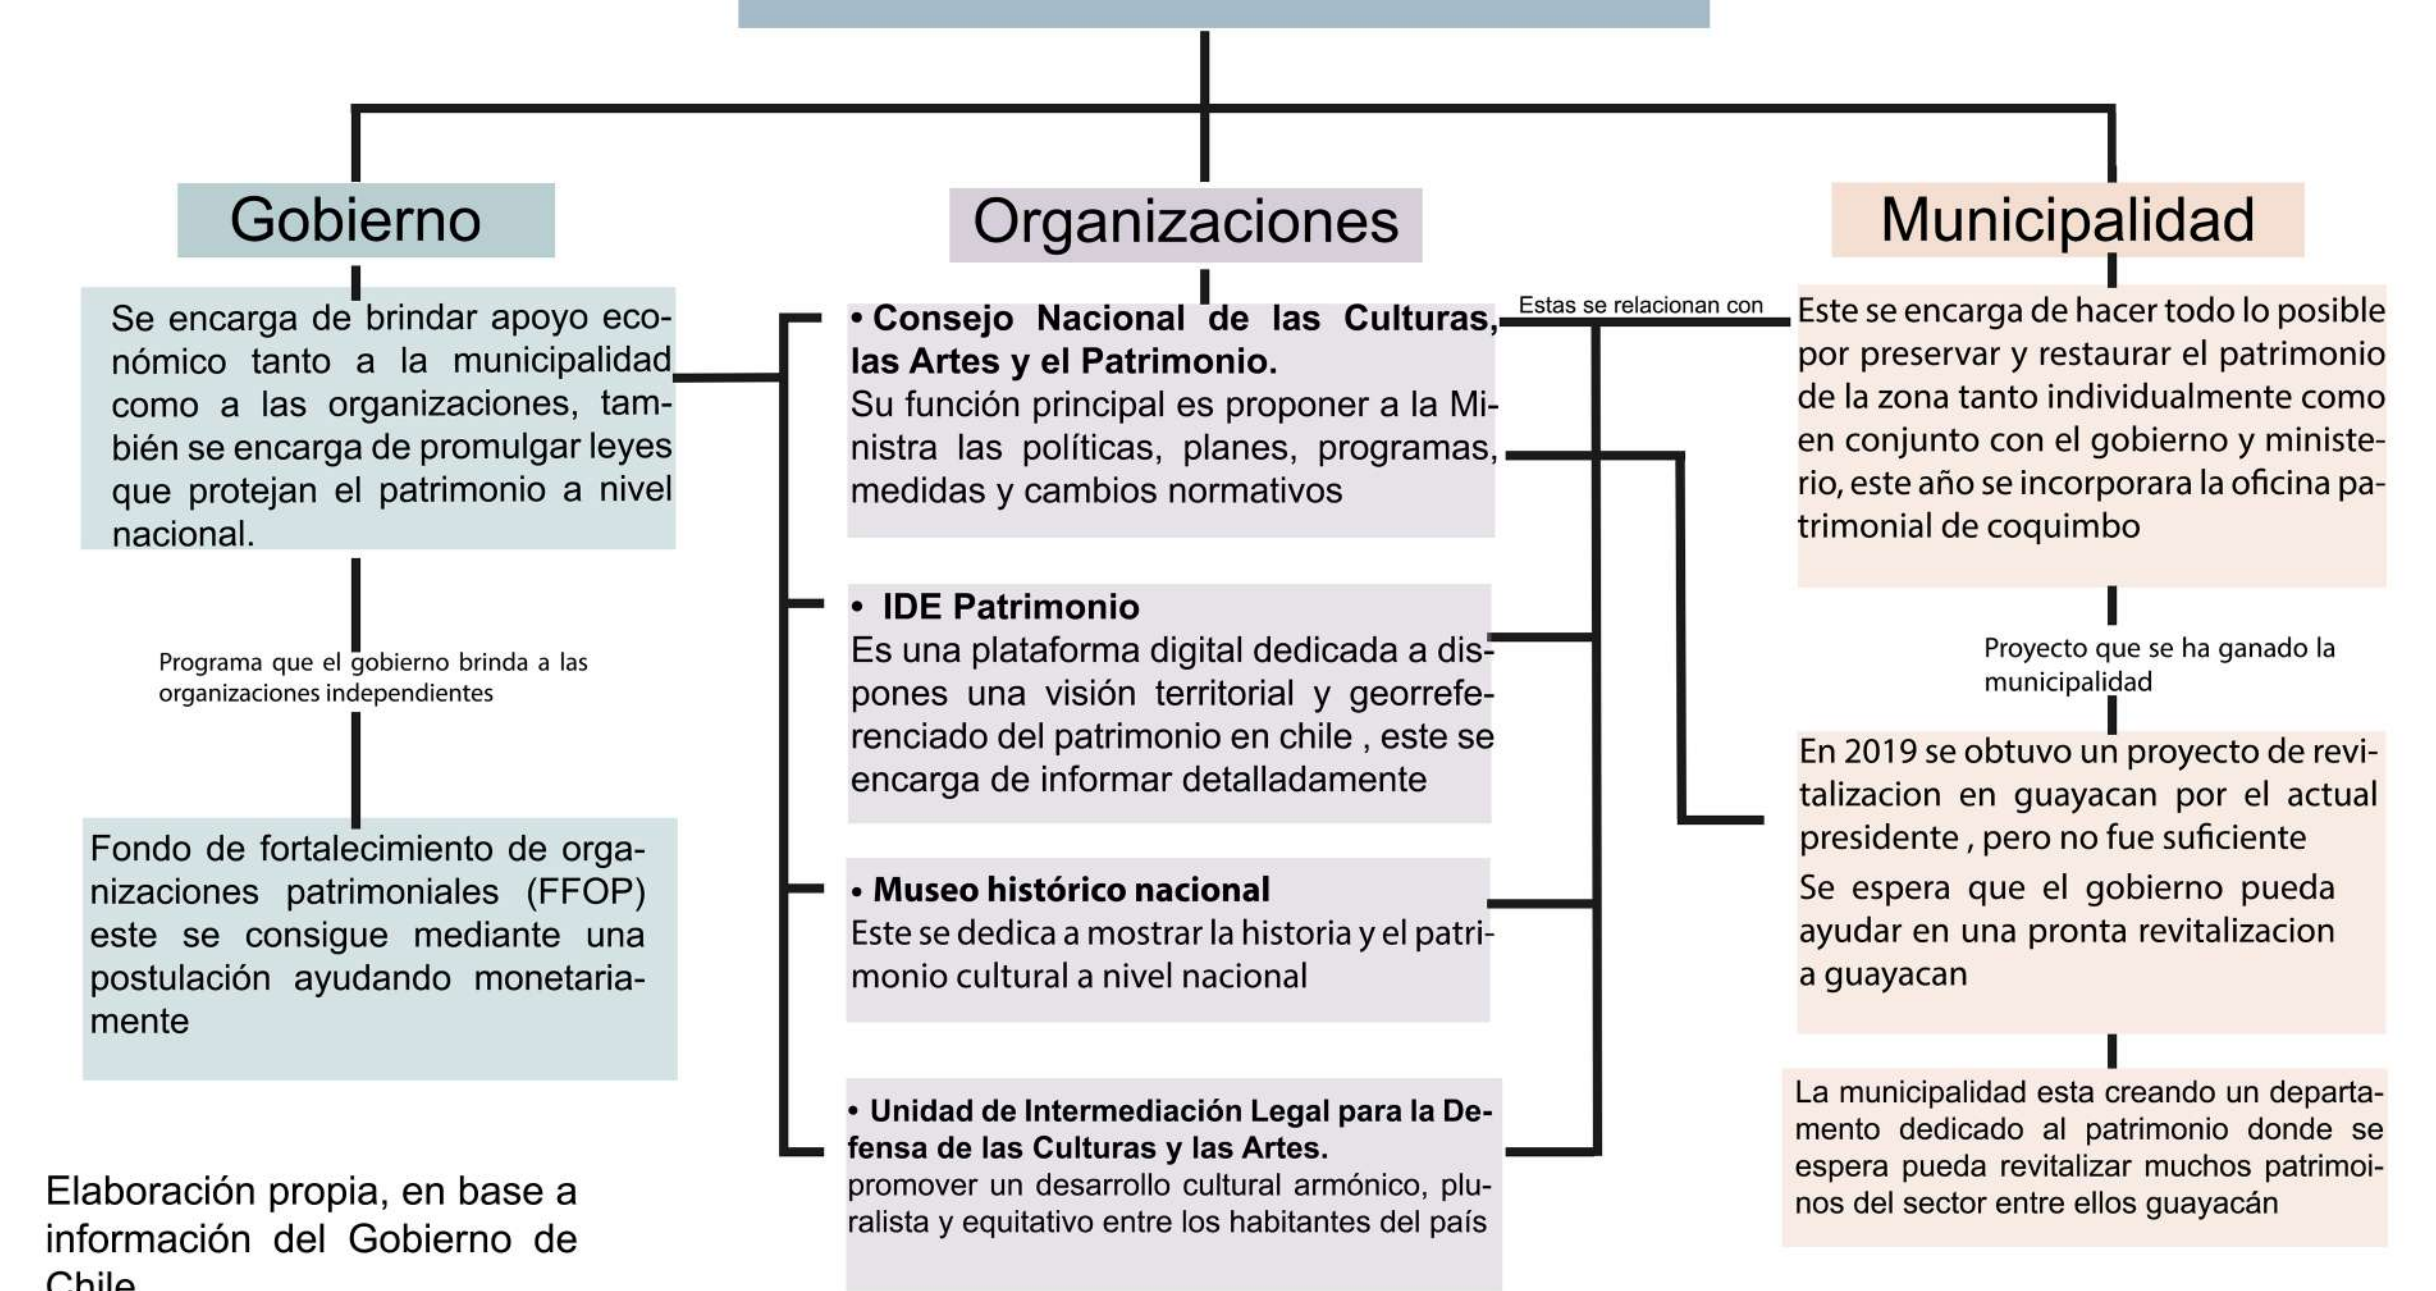 Gobierno
Se encarga de brindar apoyo eco-
nómico tanto a la municipalidad
como a las organizaciones, tam-
bién se encarga de promulgar leyes
que protejan el patrimonio a nivel
nacional.
Programa que el gobierno brinda a las
organizaciones independientes
Fondo de fortalecimiento de orga-
nizaciones patrimoniales (FFOP)
este se consigue mediante una
postulación ayudando monetaria-
mente
Elaboración propia, en base a
información del Gobierno de
Chile
Organizaciones
• Consejo Nacional de las Culturas,
las Artes y el Patrimonio.
Su función principal es proponer a la Mi-
nistra las políticas, planes, programas,
medidas y cambios normativos
• IDE Patrimonio
Es una plataforma digital dedicada a dis-
pones una visión territorial y georrefe-
renciado del patrimonio en chile , este se
encarga de informar detalladamente
• Museo histórico nacional
Este se dedica a mostrar la historia y el patri-
monio cultural a nivel nacional
• Unidad de Intermediación Legal para la De-
fensa de las Culturas y las Artes.
promover un desarrollo cultural armónico, plu-
ralista y equitativo entre los habitantes del país
Estas se relacionan con
Municipalidad
Este se encarga de hacer todo lo posible
por preservar y restaurar el patrimonio
de la zona tanto individualmente como
en conjunto con el gobierno y ministe-
rio, este año se incorporara la oficina pa-
trimonial de coquimbo
Proyecto que se ha ganado la
municipalidad
En 2019 se obtuvo un proyecto de revi-
talizacion en guayacan por el actual
presidente , pero no fue suficiente
Se espera que el gobierno pueda
ayudar en una pronta revitalizacion
a guayacan
La municipalidad esta creando un departa-
mento dedicado al patrimonio donde se
espera pueda revitalizar muchos patrimoi-
nos del sector entre ellos guayacán